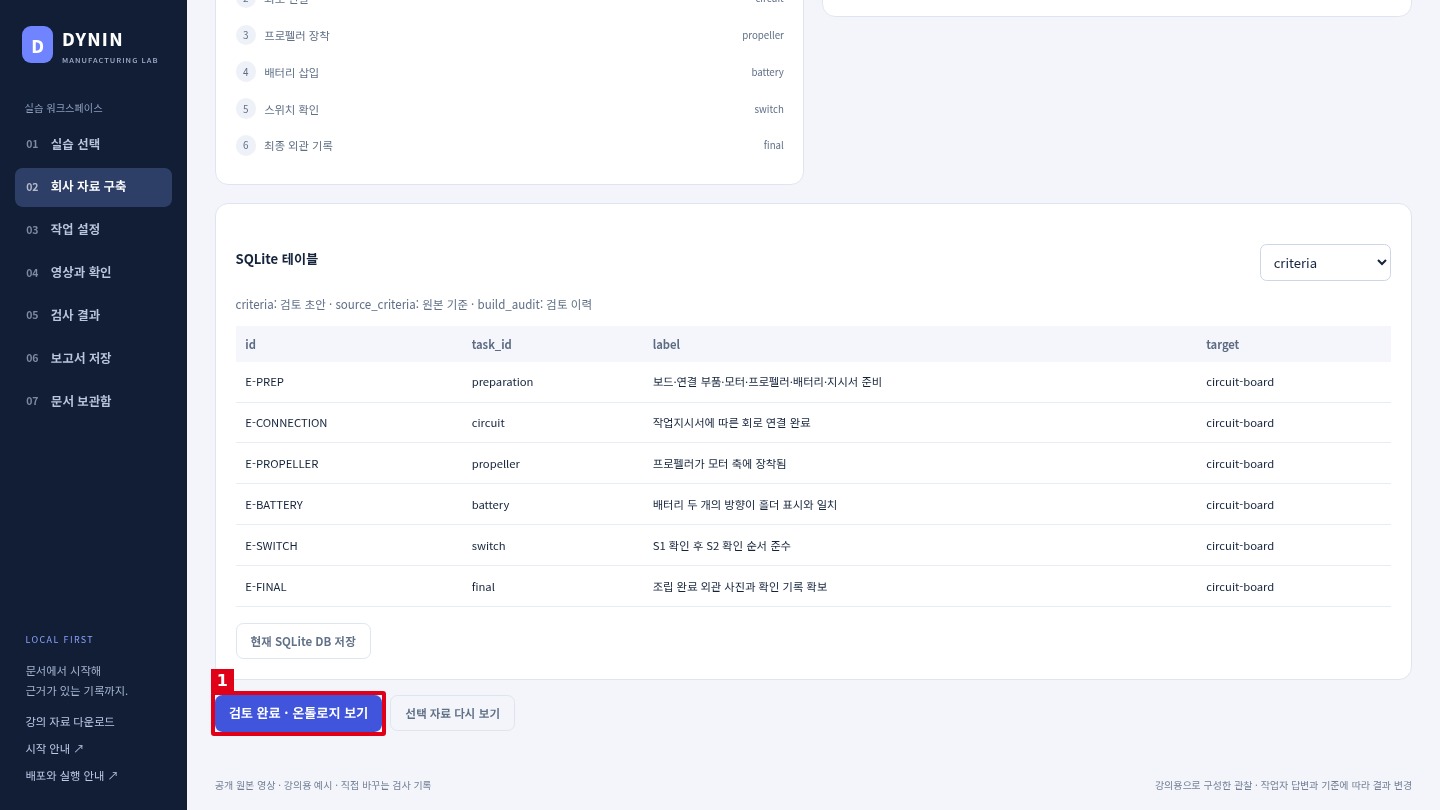 D
DYNIN
MANUFACTURING LAB
실습 워크스페이스
01 실습 선택
02 회사 자료 구축
03 작업 설정
04 영상과 확인
05 검사 결과
06 보고서 저장
07 문서 보관함
LOCAL FIRST
문서에서 시작해
근거가 있는 기록까지.
강의 자료 다운로드
시작 안내 ↗
배포와 실행 안내 ↗
3 프로펠러 장착 propeller
4 배터리 삽입 battery
5 스위치 확인 switch
6 최종 외관 기록 final
SQLite 테이블
criteria
criteria: 검토 초안 · source_criteria: 원본 기준 · build_audit: 검토 이력
id task_id label target
E-PREP preparation 보드·연결 부품·모터·프로펠러·배터리·지시서 준비 circuit-board
E-CONNECTION circuit 작업지시서에 따른 회로 연결 완료 circuit-board
E-PROPELLER propeller 프로펠러가 모터 축에 장착됨 circuit-board
E-BATTERY battery 배터리 두 개의 방향이 홀더 표시와 일치 circuit-board
E-SWITCH switch S1 확인 후 S2 확인 순서 준수 circuit-board
E-FINAL final 조립 완료 외관 사진과 확인 기록 확보 circuit-board
현재 SQLite DB 저장
1
검토 완료 · 온톨로지 보기
선택 자료 다시 보기
공개 원본 영상 · 강의용 예시 · 직접 바꾸는 검사 기록
강의용으로 구성한 관찰 · 작업자 답변과 기준에 따라 결과 변경